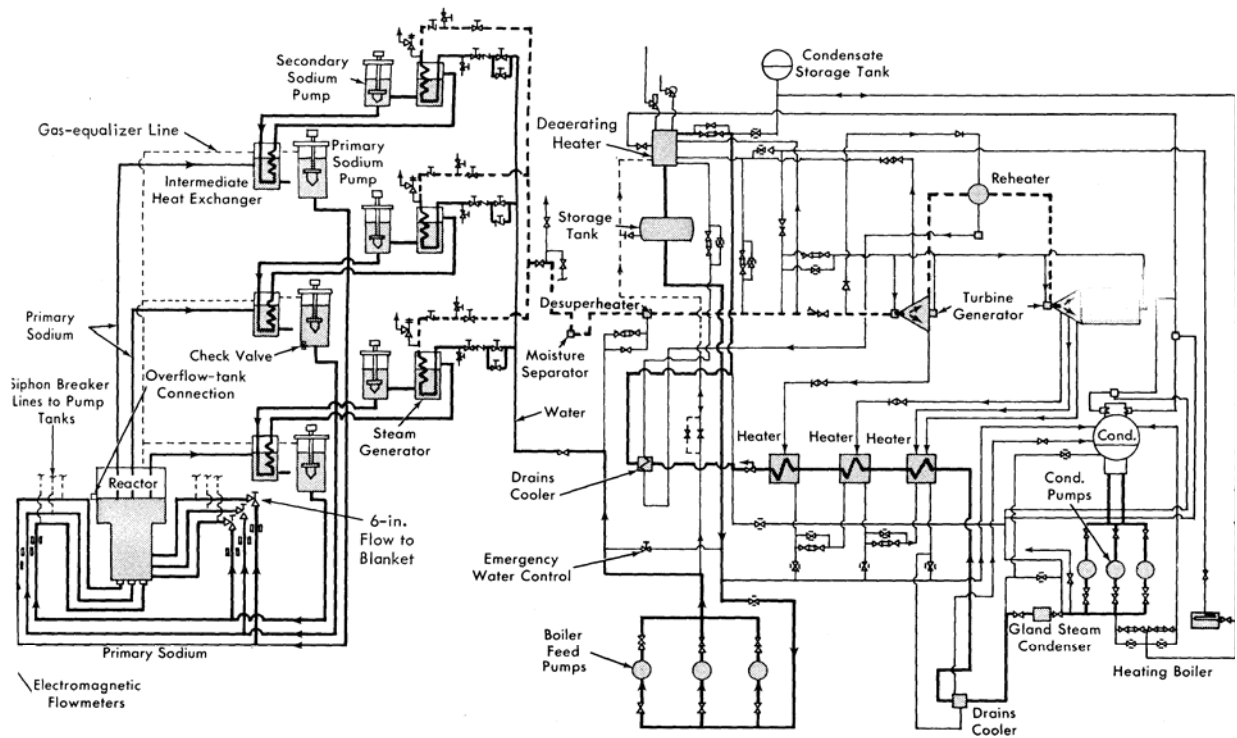 Secondary
Sodium
Pump
Gas-equalizer Line
Intermediate
Heat Exchanger
Primary
Sodium
Pump
Condensate
Storage Tank
Deaerating
Heater
Reheater
Storage
Tank
Desuperheater
Turbine
Generator
Moisture
Separator
Primary
Sodium
Check Valve
Overflow-tank
Connection
Siphon Breaker
Lines to Pump
Tanks
Water
Steam
Generator
Reactor
6-in.
Flow to
Blanket
Drains
Cooler
Heater
Heater
Heater
Cond.
Cond.
Pumps
Emergency
Water Control
Primary Sodium
Electromagnetic
Flowmeters
Boiler
Feed
Pumps
Gland Steam
Condenser
Heating Boiler
Drains
Cooler